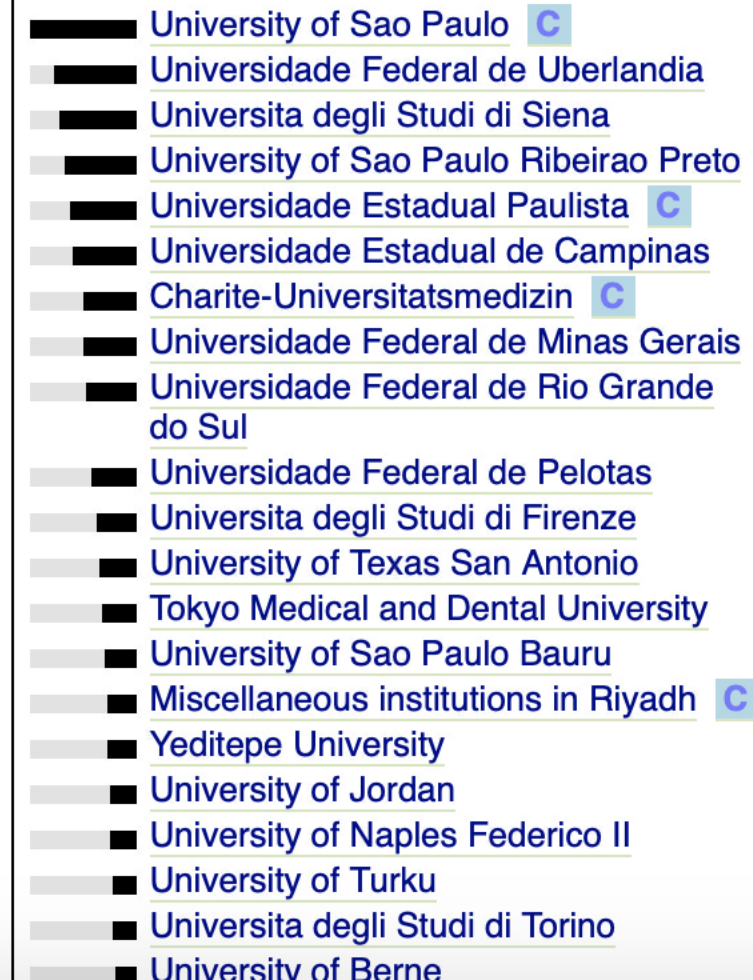 University of Sao Paulo C
Universidade Federal de Uberlandia
Universita degli Studi di Siena
University of Sao Paulo Ribeirao Preto
Universidade Estadual Paulista C
Universidade Estadual de Campinas
Charite-Universitatsmedizin C
Universidade Federal de Minas Gerais
Universidade Federal de Rio Grande
do Sul
Universidade Federal de Pelotas
Universita degli Studi di Firenze
University of Texas San Antonio
Tokyo Medical and Dental University
University of Sao Paulo Bauru
Miscellaneous institutions in Riyadh C
Yeditepe University
University of Jordan
University of Naples Federico II
University of Turku
Universita degli Studi di Torino
University of Berne